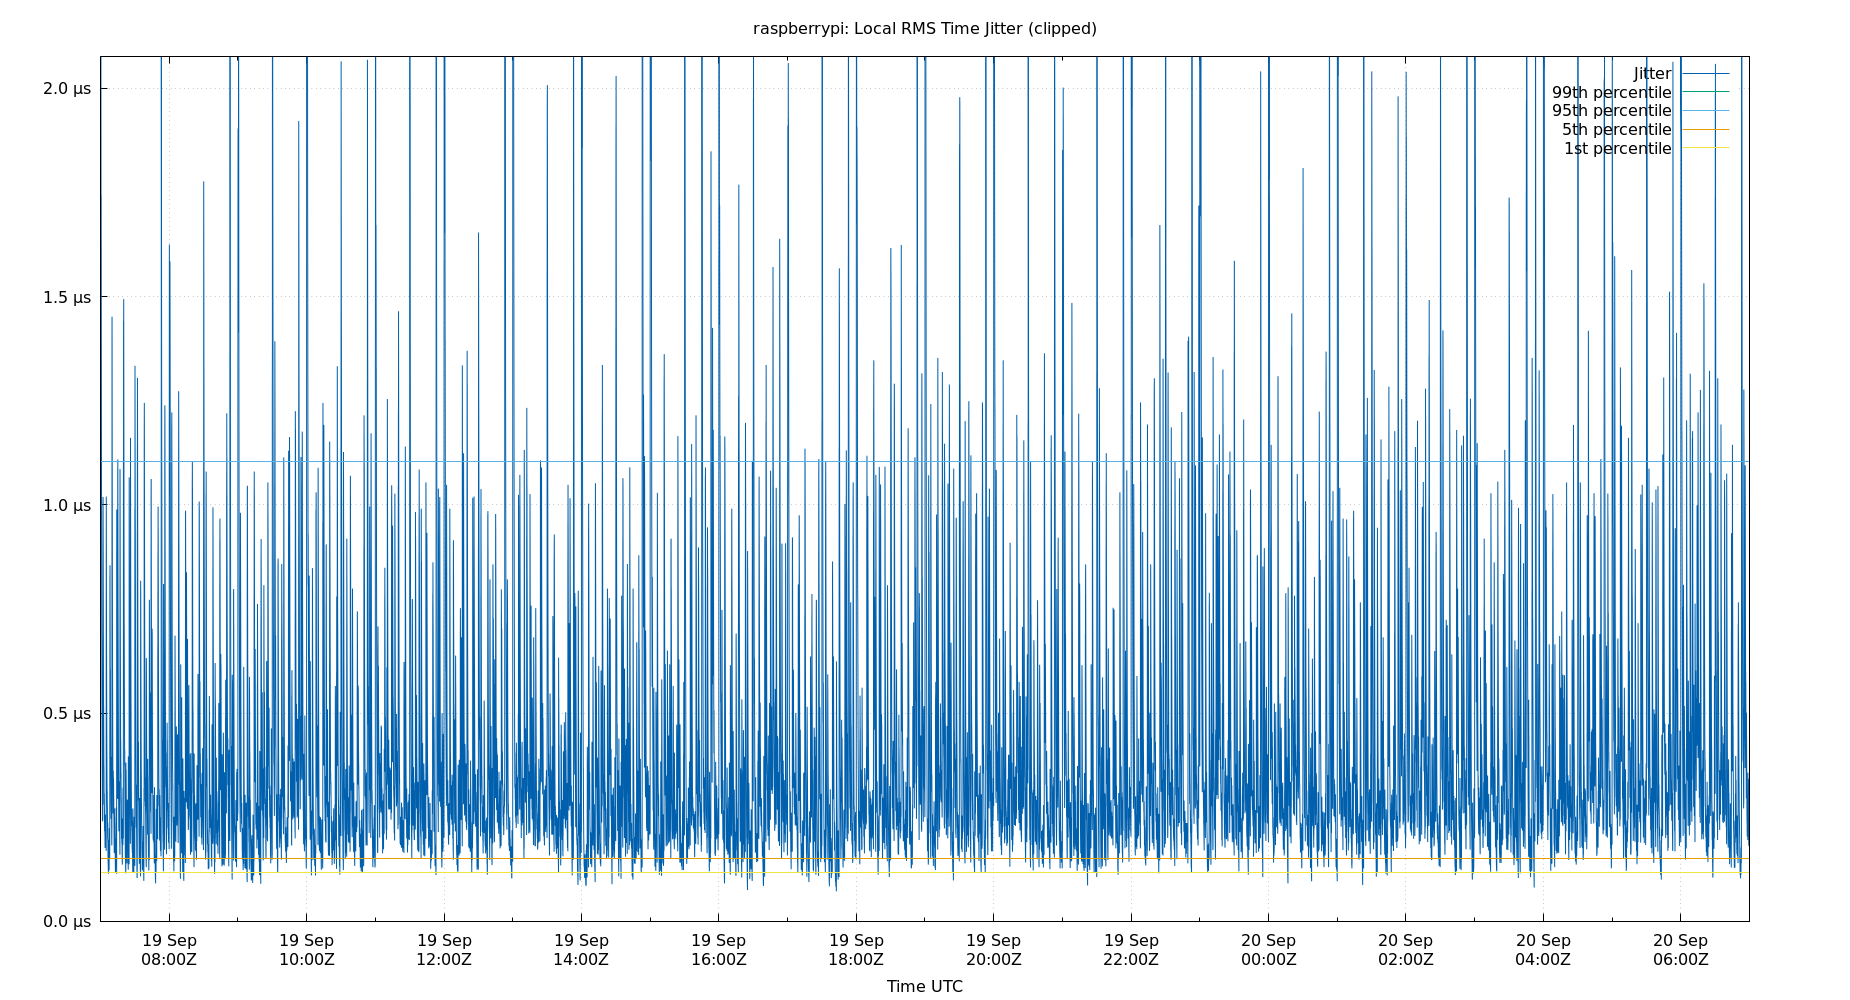 raspberrypi: Local RMS Time Jitter (clipped)
2.0 μs
1.5 μs
1.0 μs
0.5 μs
0.0 μs
Jitter
99th percentile
95th percentile
5th percentile
1st percentile
19 Sep 19 Sep 19 Sep 19 Sep 19 Sep 19 Sep 19 Sep 19 Sep 20 Sep 20 Sep 20 Sep 20 Sep
08:00Z 10:00Z 12:00Z 14:00Z 16:00Z 18:00Z 20:00Z 22:00Z 00:00Z 02:00Z 04:00Z 06:00Z
Time UTC